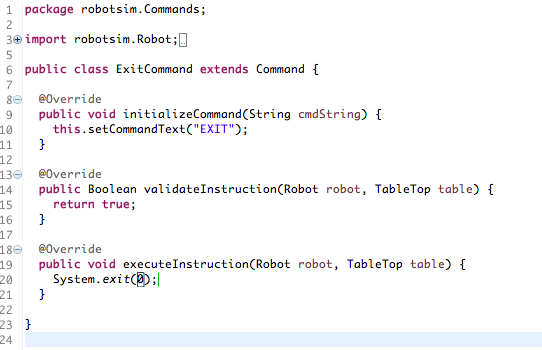 1 package robotsim.Commands;
2
3 import robotsim.Robot;
5
6 public class ExitCommand extends Command {
7
8 @Override
9 public void initializeCommand(String cmdString) {
10 this.setCommandText("EXIT");
11 }
12
13 @Override
14 public Boolean validateInstruction(Robot robot, TableTop table) {
15 return true;
16 }
17
18 @Override
19 public void executeInstruction(Robot robot, TableTop table) {
20 System.exit(0);
21 }
22
23 }
24